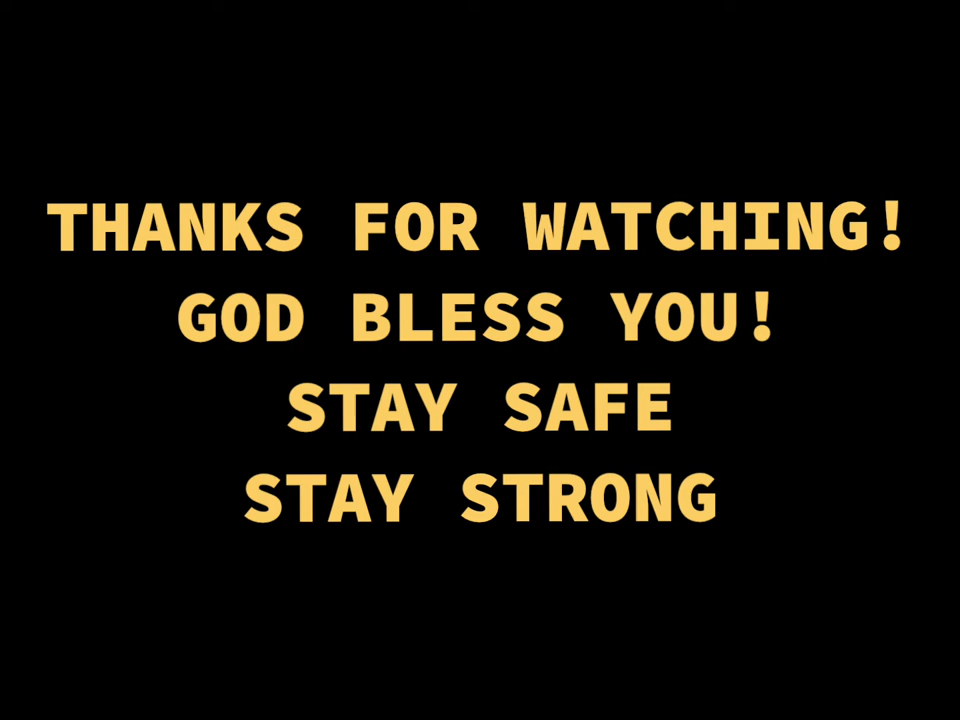 THANKS FOR WATCHING!
GOD BLESS YOU!
STAY SAFE
STAY STRONG